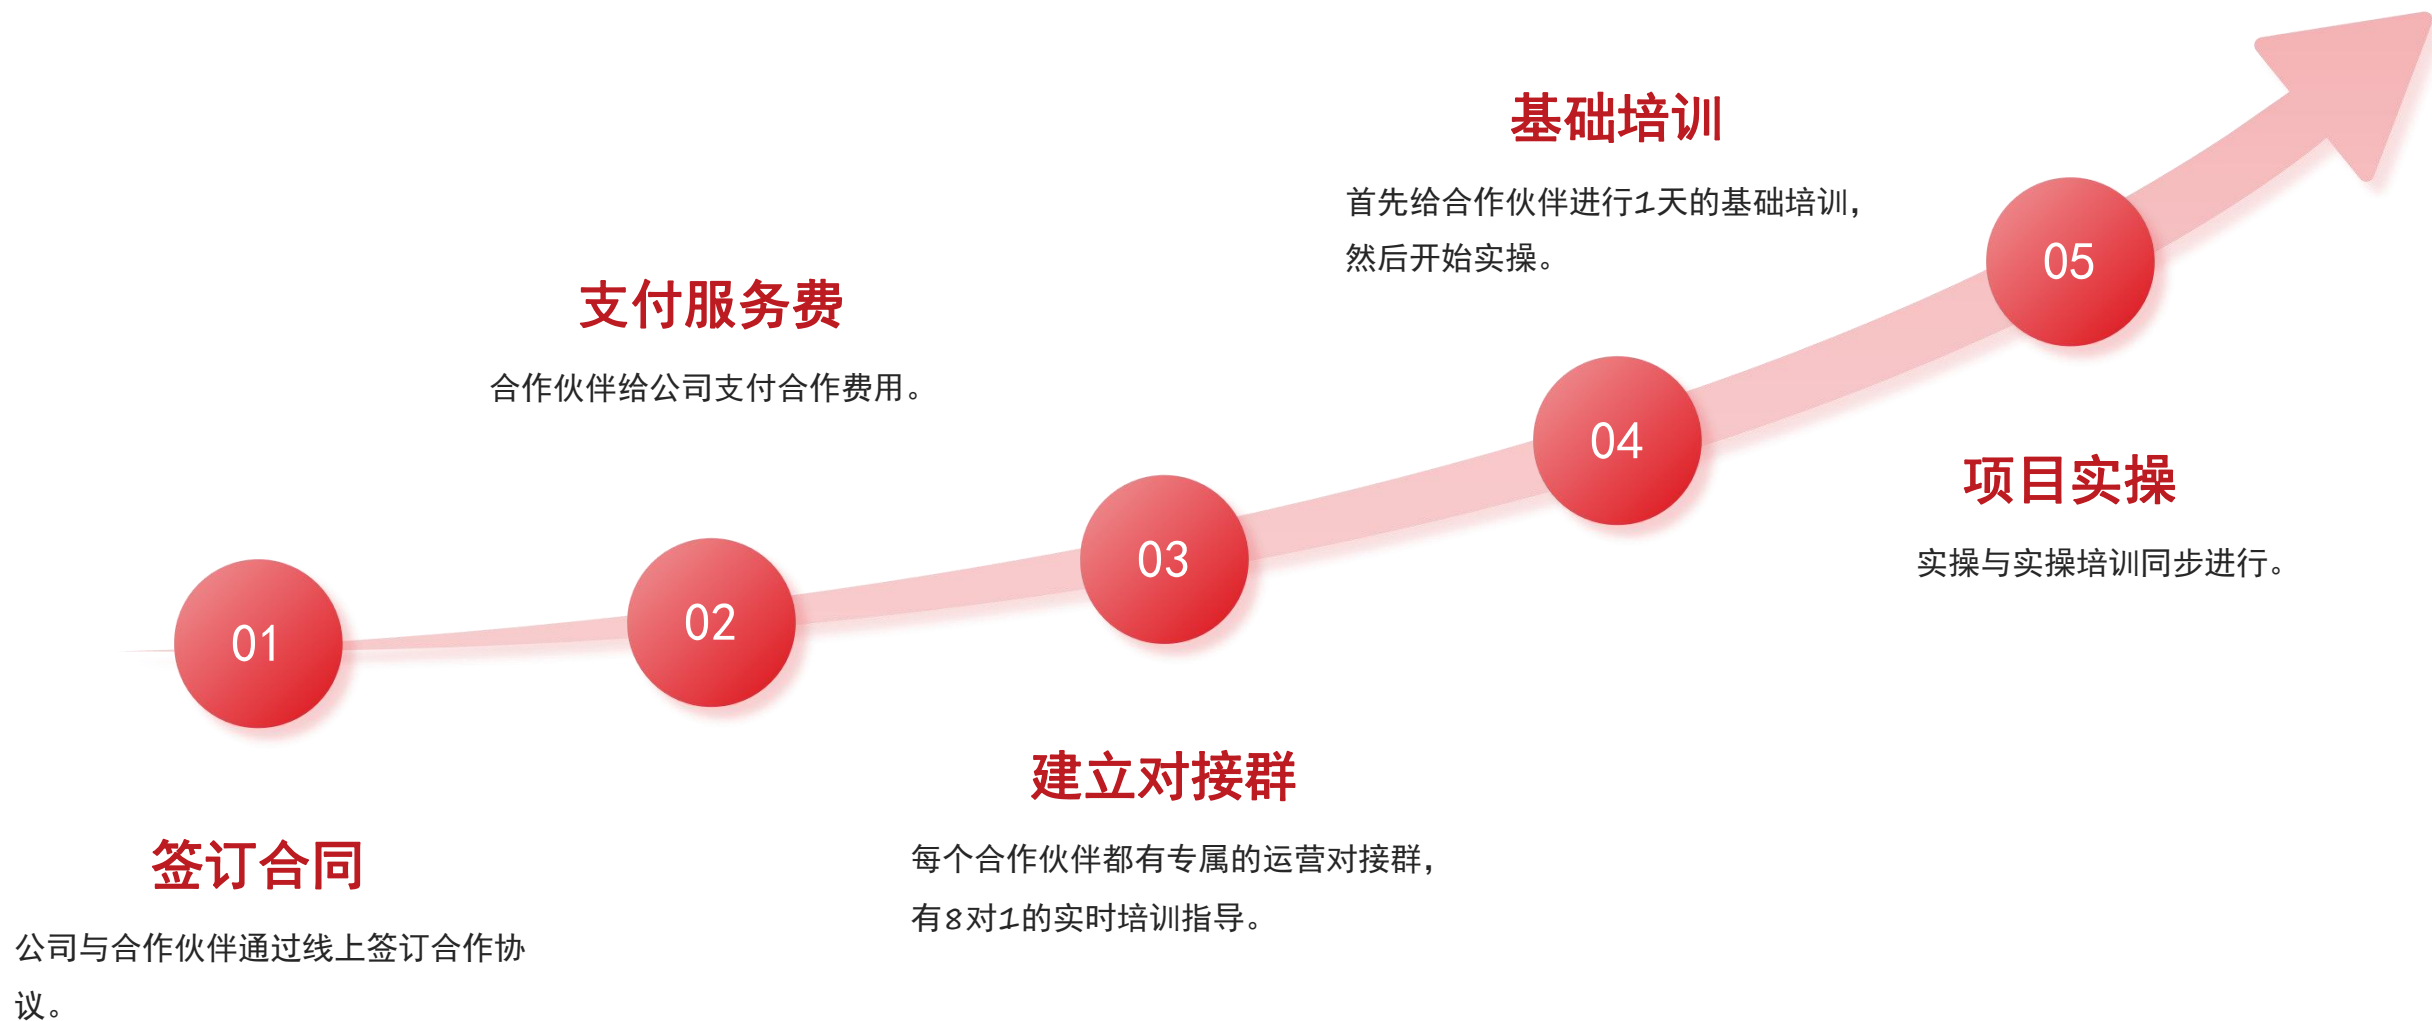 01
签订合同
公司与合作伙伴通过线上签订合作协
议。
02
支付服务费
合作伙伴给公司支付合作费用。
03
建立对接群
每个合作伙伴都有专属的运营对接群，
有8对1的实时培训指导。
04
基础培训
首先给合作伙伴进行1天的基础培训，
然后开始实操。
05
项目实操
实操与实操培训同步进行。